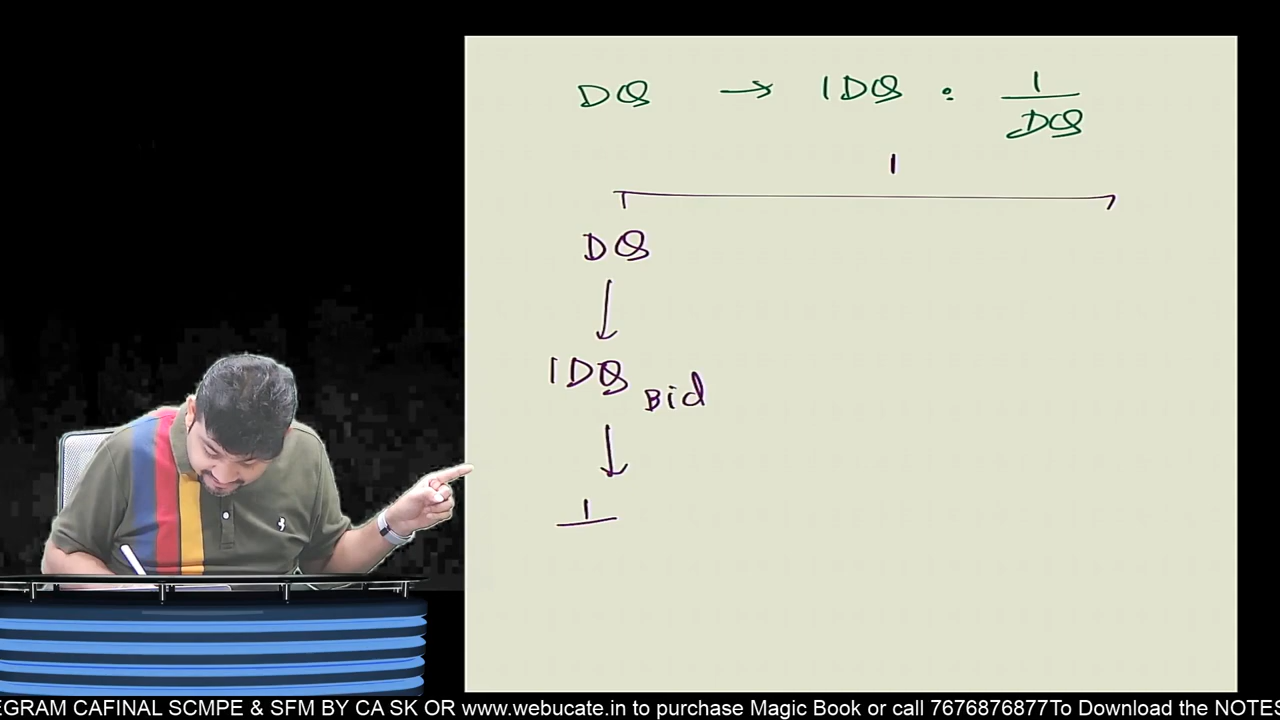 DQ → IDQ : 1/DQ
1
DQ
↓
IDQ Bid
↓
1
EGRAM CAFINAL SCMPE & SFM BY CA SK OR www.webucate.in to purchase Magic Book or call 7676876877To Download the NOTES